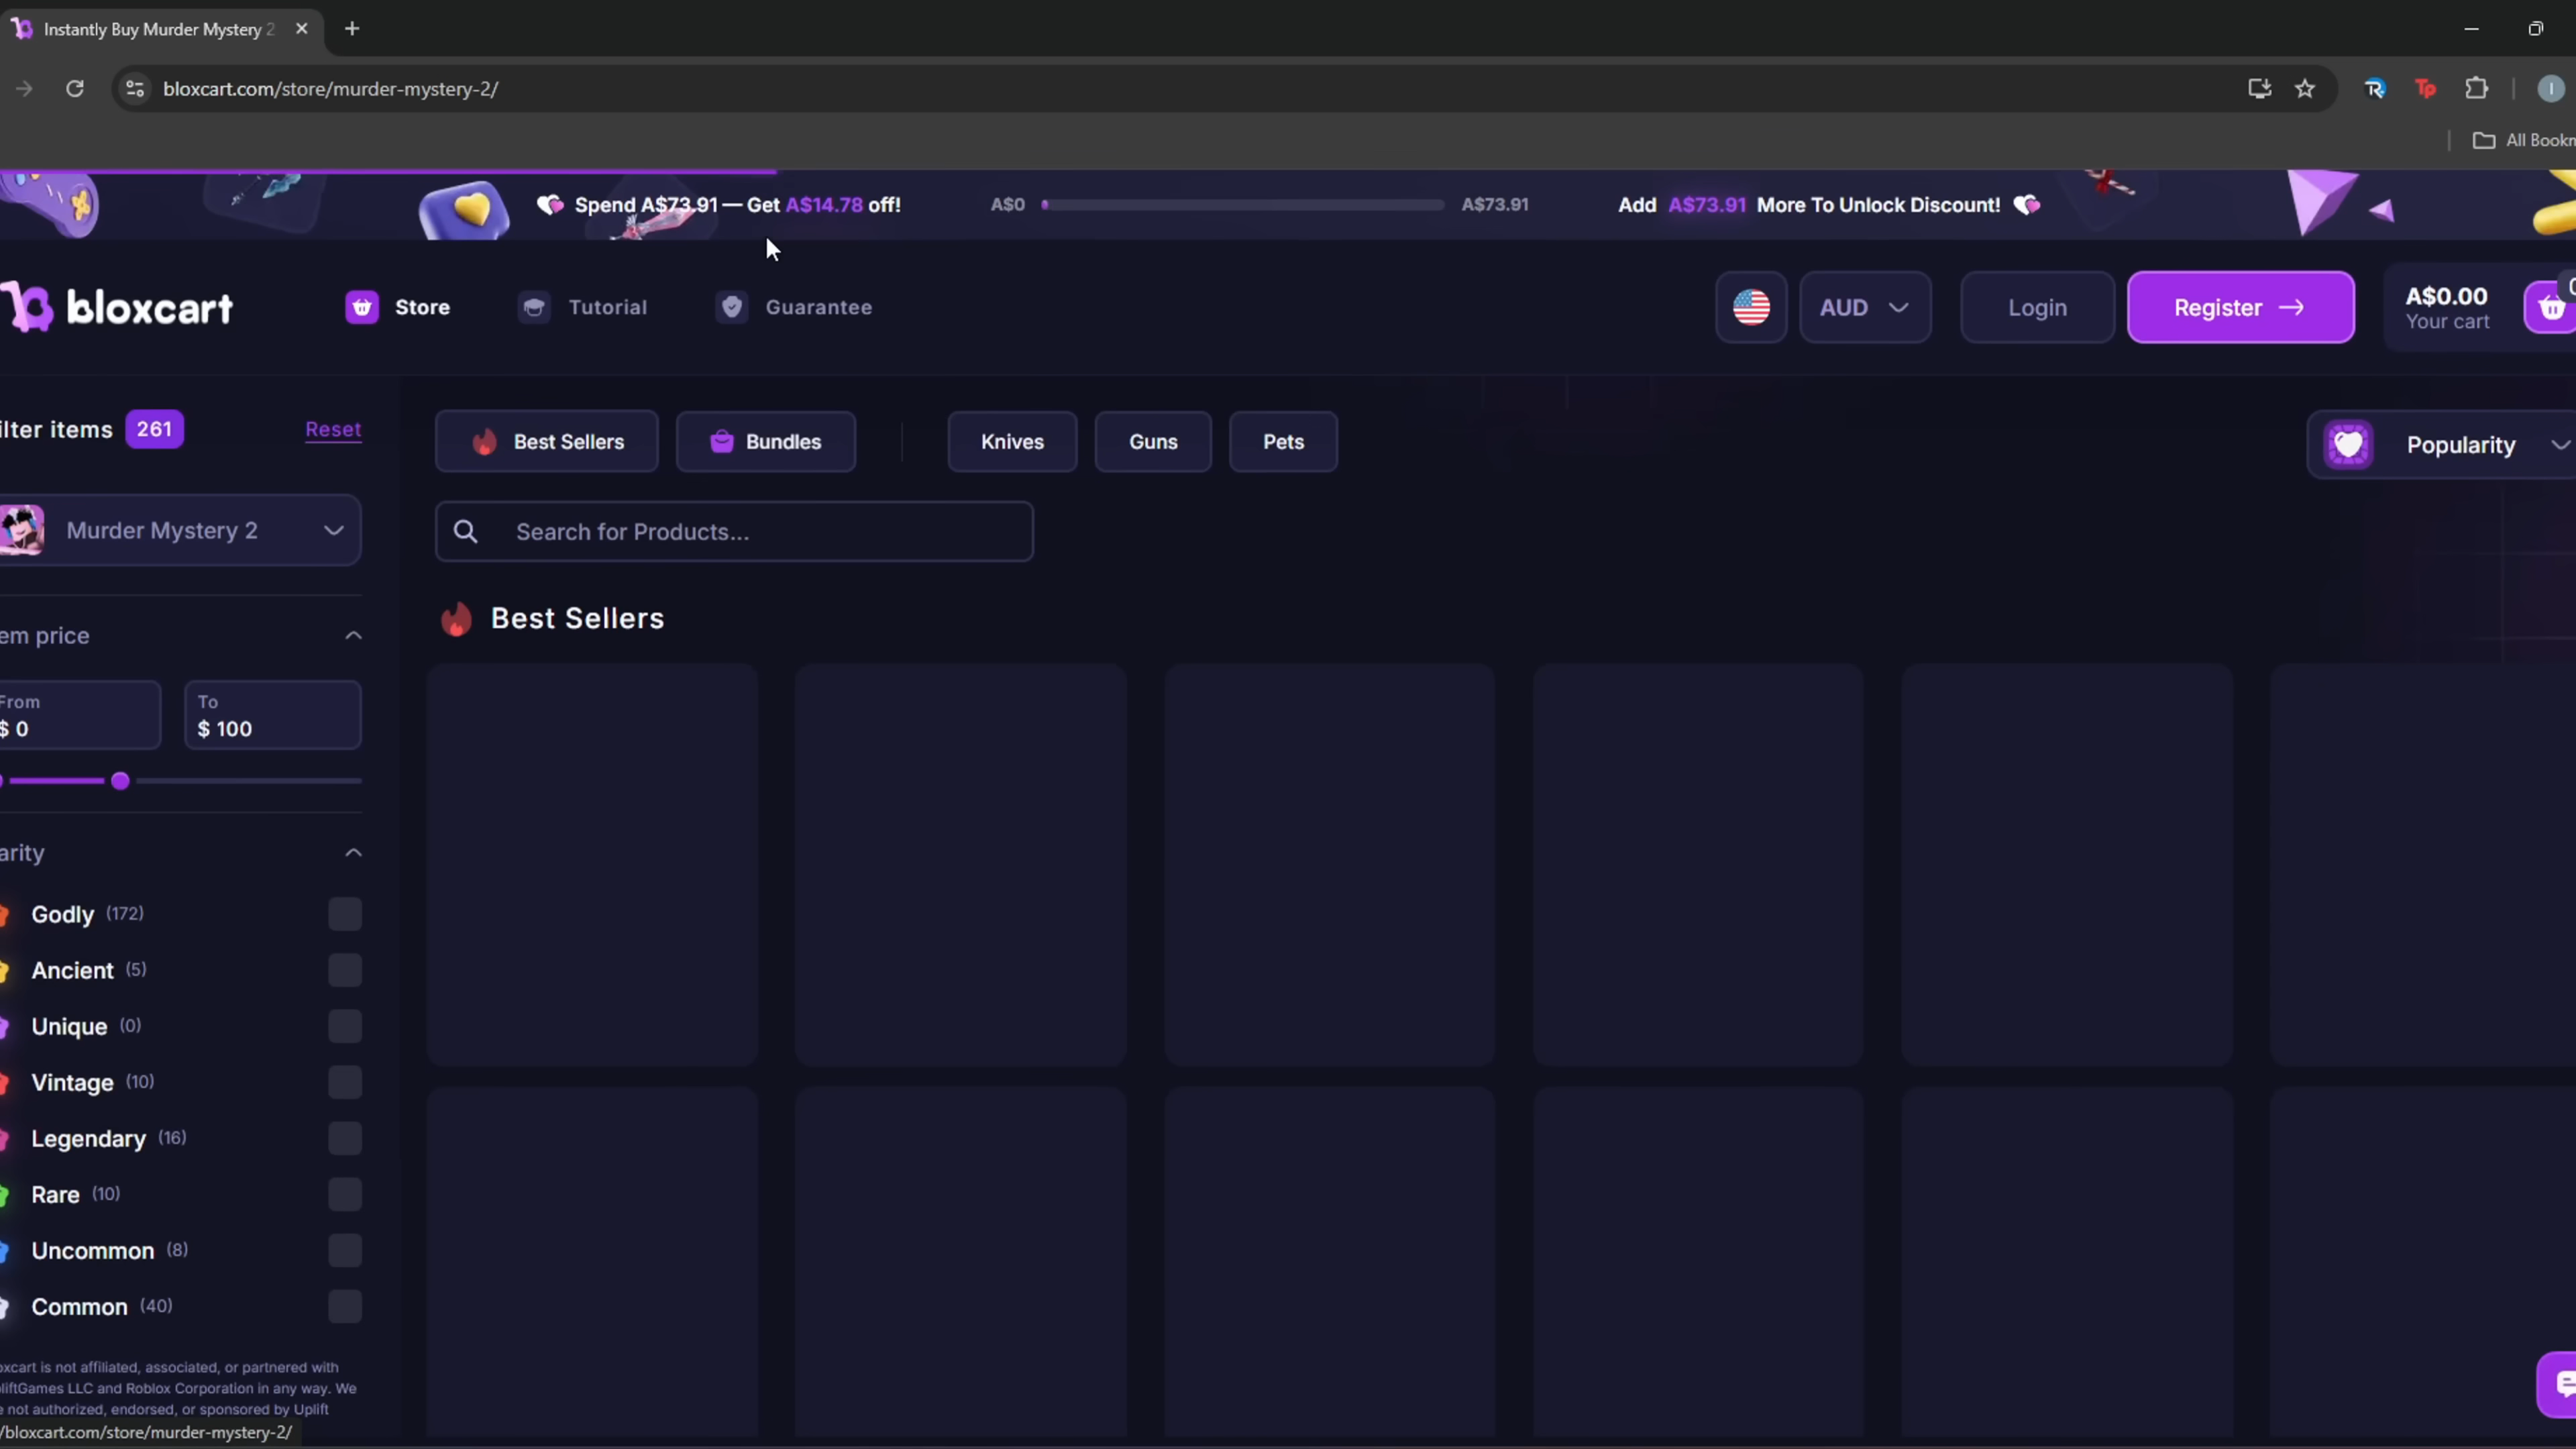 Instantly Buy Murder Mystery 2
bloxcart.com/store/murder-mystery-2/
All Bookm
Spend A$73.91 — Get A$14.78 off!
A$0
A$73.91
Add A$73.91 More To Unlock Discount!
bloxcart
Store
Tutorial
Guarantee
AUD
Login
Register
A$0.00
Your cart
ilter items 261
Reset
Best Sellers
Bundles
Knives
Guns
Pets
Popularity
Murder Mystery 2
Search for Products...
Best Sellers
em price
From
$ 0
To
$ 100
arity
Godly (172)
Ancient (5)
Unique (0)
Vintage (10)
Legendary (16)
Rare (10)
Uncommon (8)
Common (40)
oxcart is not affiliated, associated, or partnered with
liftGames LLC and Roblox Corporation in any way. We
e not authorized, endorsed, or sponsored by Uplift
/bloxcart.com/store/murder-mystery-2/